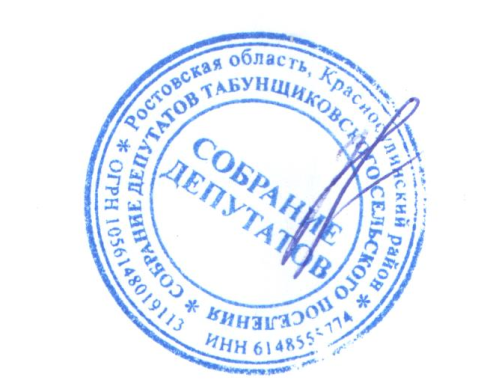 Ростовская область, Красносулинский район *
ОГРН 1056148019113
ИНН 6148555774
СОБРАНИЕ ДЕПУТАТОВ ТАБУНЩИКОВСКОГО СЕЛЬСКОГО ПОСЕЛЕНИЯ *
СОБРАНИЕ
ДЕПУТАТОВ